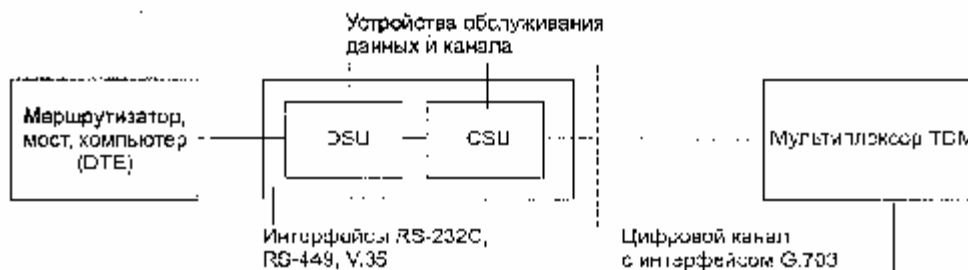 Устройства обслуживания
данных и канала
Маршрутизатор,
мост, компьютер
(DTE)
DSU
CSU
Мультиплексор TDM
Интерфейсы RS-232C,
RS-449, V.35
Цифровой канал
с интерфейсом G.703